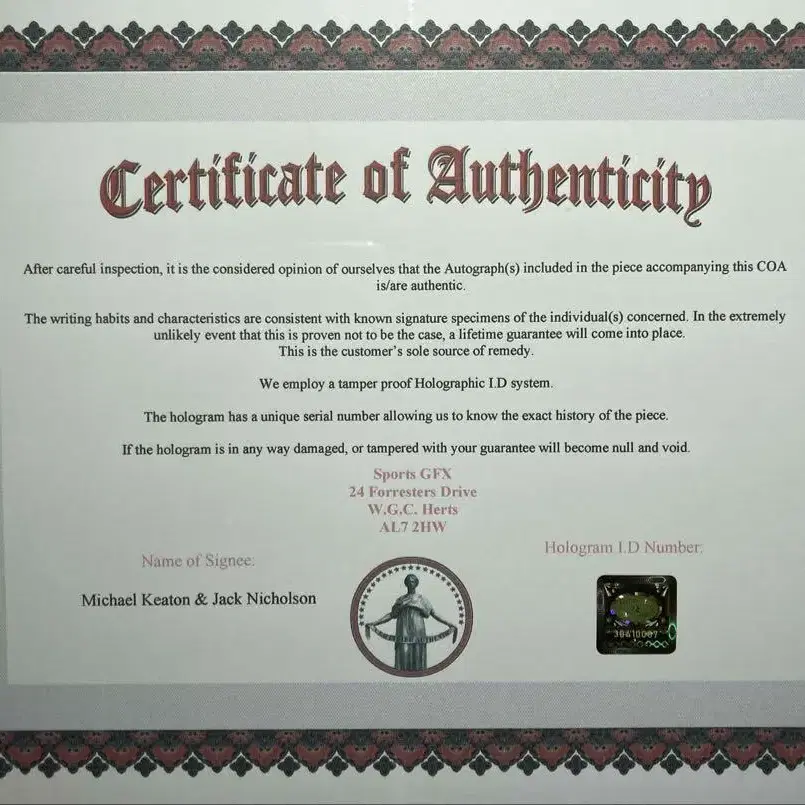 Certificate of Authenticity
After careful inspection, it is the considered opinion of ourselves that the Autograph(s) included in the piece accompanying this COA
is/are authentic.
The writing habits and characteristics are consistent with known signature specimens of the individual(s) concerned. In the extremely
unlikely event that this is proven not to be the case, a lifetime guarantee will come into place.
This is the customer's sole source of remedy.
We employ a tamper proof Holographic I.D system.
The hologram has a unique serial number allowing us to know the exact history of the piece.
If the hologram is in any way damaged, or tampered with your guarantee will become null and void.
Sports GFX
24 Forresters Drive
W.G.C. Herts
AL7 2HW
Hologram I.D Number:
Name of Signee:
Michael Keaton & Jack Nicholson